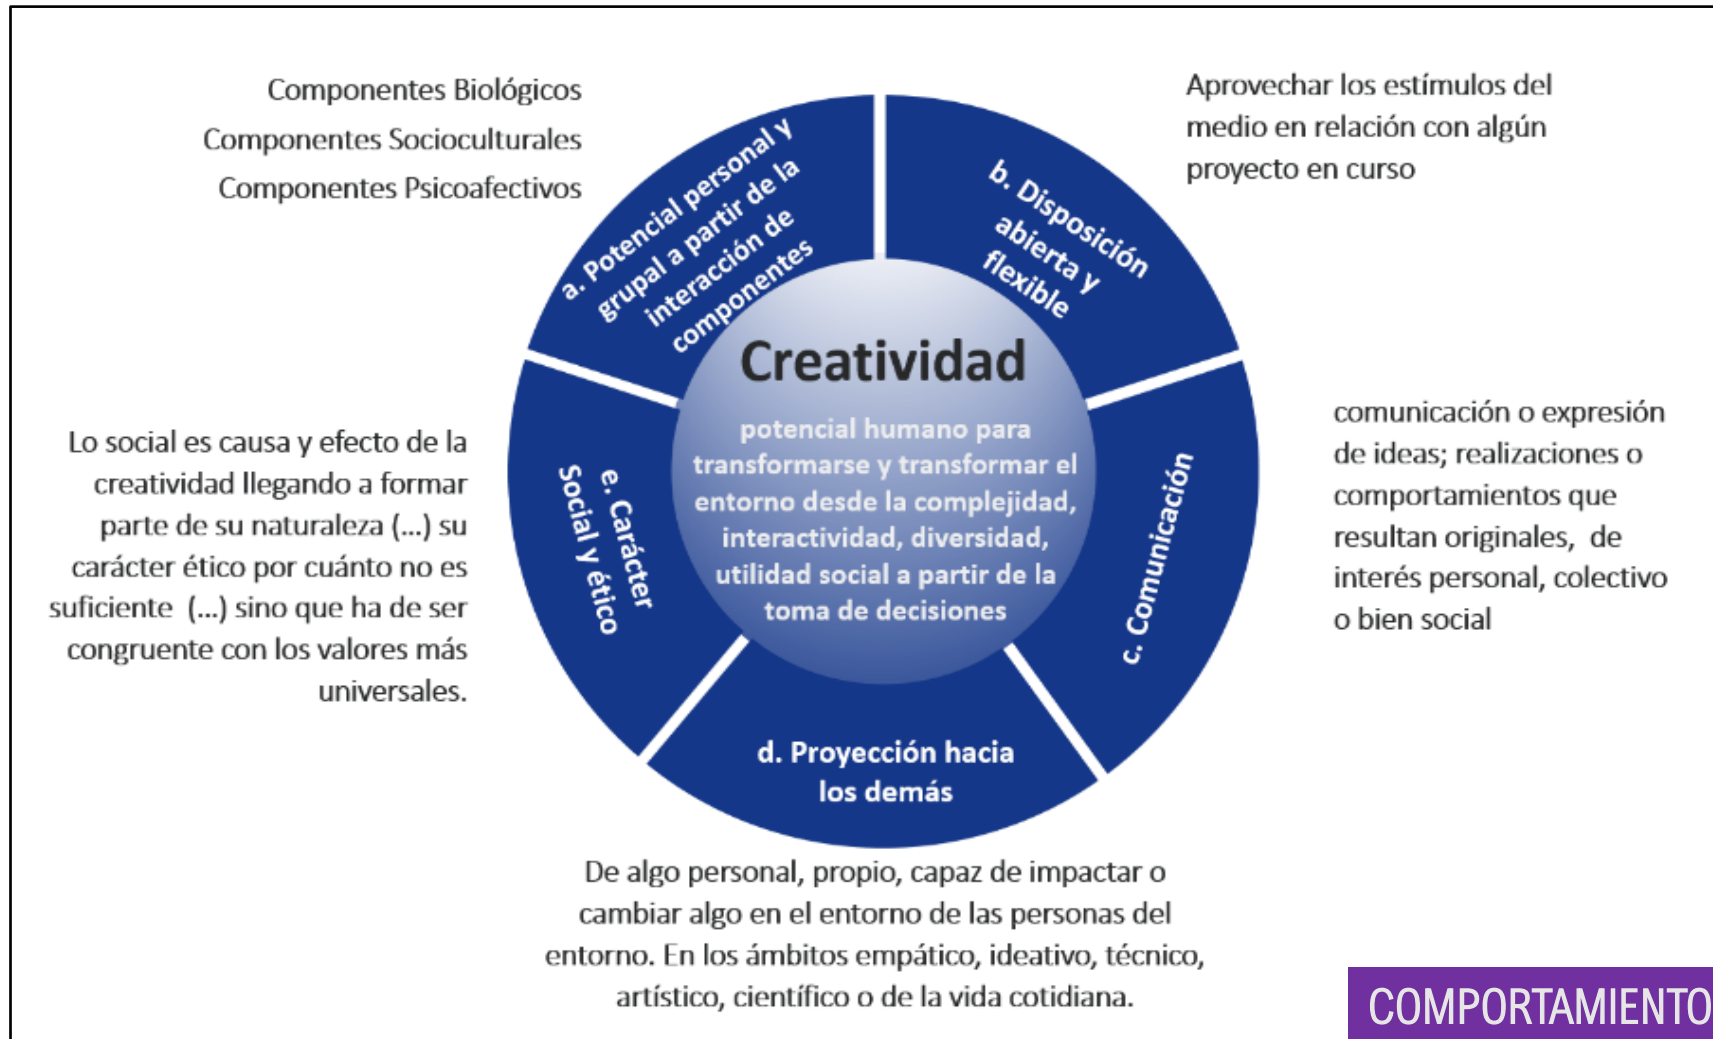 Componentes Biológicos
Componentes Socioculturales
Componentes Psicoafectivos
a. Potencial personal y
grupal a partir de la
interacción de
componentes
b. Disposición
abierta y
flexible
Aprovechar los estímulos del
medio en relación con algún
proyecto en curso
Creatividad
potencial humano para
transformarse y transformar el
entorno desde la complejidad,
interactividad, diversidad,
utilidad social a partir de la
toma de decisiones
c. Comunicación
comunicación o expresión
de ideas; realizaciones o
comportamientos que
resultan originales, de
interés personal, colectivo
o bien social
d. Proyección hacia
los demás
De algo personal, propio, capaz de impactar o
cambiar algo en el entorno de las personas del
entorno. En los ámbitos empático, ideativo, técnico,
artístico, científico o de la vida cotidiana.
e. Carácter
Social y ético
Lo social es causa y efecto de la
creatividad llegando a formar
parte de su naturaleza (...) su
carácter ético por cuánto no es
suficiente (...) sino que ha de ser
congruente con los valores más
universales.
COMPORTAMIENTO